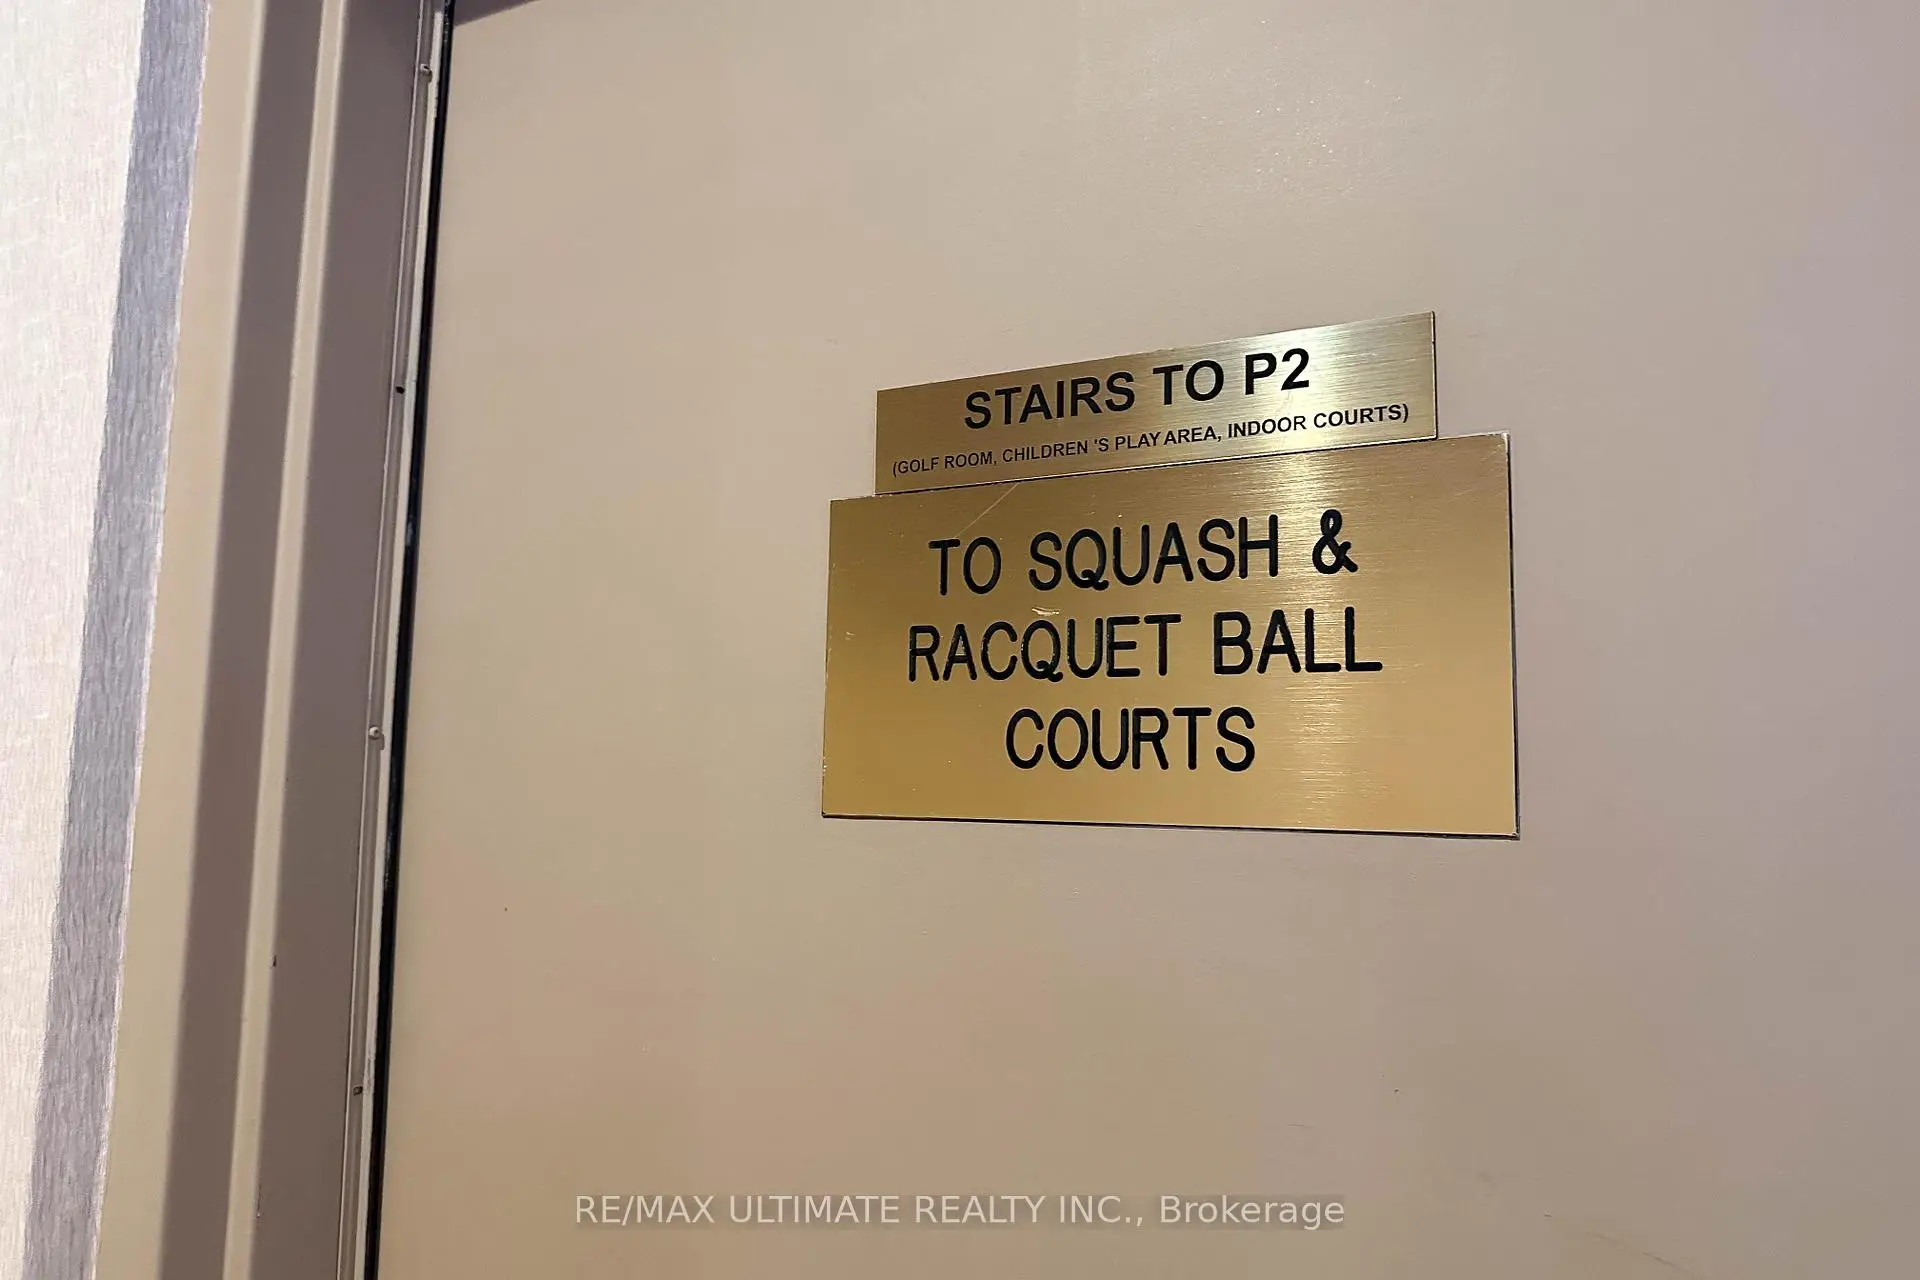 STAIRS TO P2
(GOLF ROOM, CHILDREN 'S PLAY AREA, INDOOR COURTS)
TO SQUASH &
RACQUET BALL
COURTS
RE/MAX ULTIMATE REALTY INC., Brokerage